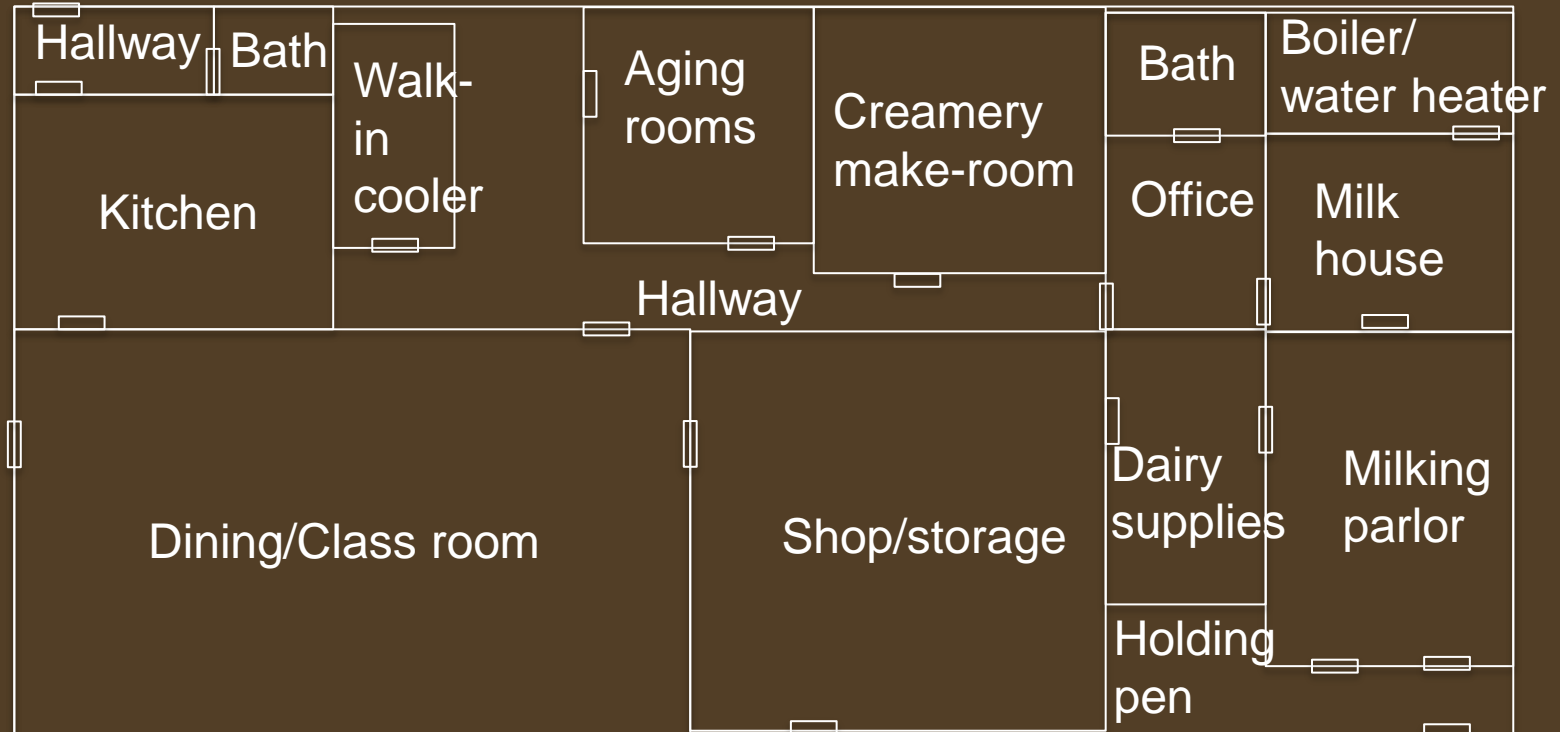 Hallway
Bath
Walk-
in
cooler
Aging
rooms
Creamery
make-room
Bath
Boiler/
water heater
Kitchen
Office
Milk
house
Hallway
Dining/Class room
Shop/storage
Dairy
supplies
Milking
parlor
Holding
pen